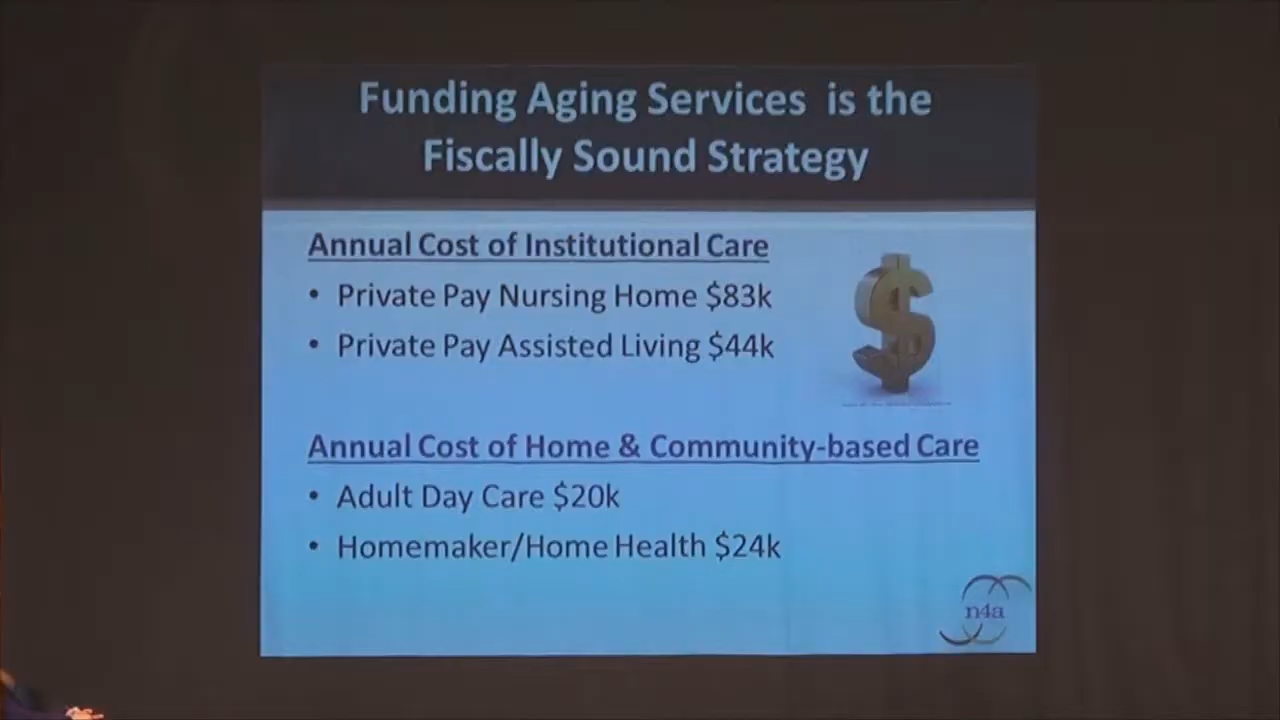 Funding Aging Services is the
Fiscally Sound Strategy
Annual Cost of Institutional Care
• Private Pay Nursing Home $83k
• Private Pay Assisted Living $44k
Annual Cost of Home & Community-based Care
• Adult Day Care $20k
• Homemaker/Home Health $24k
n4a